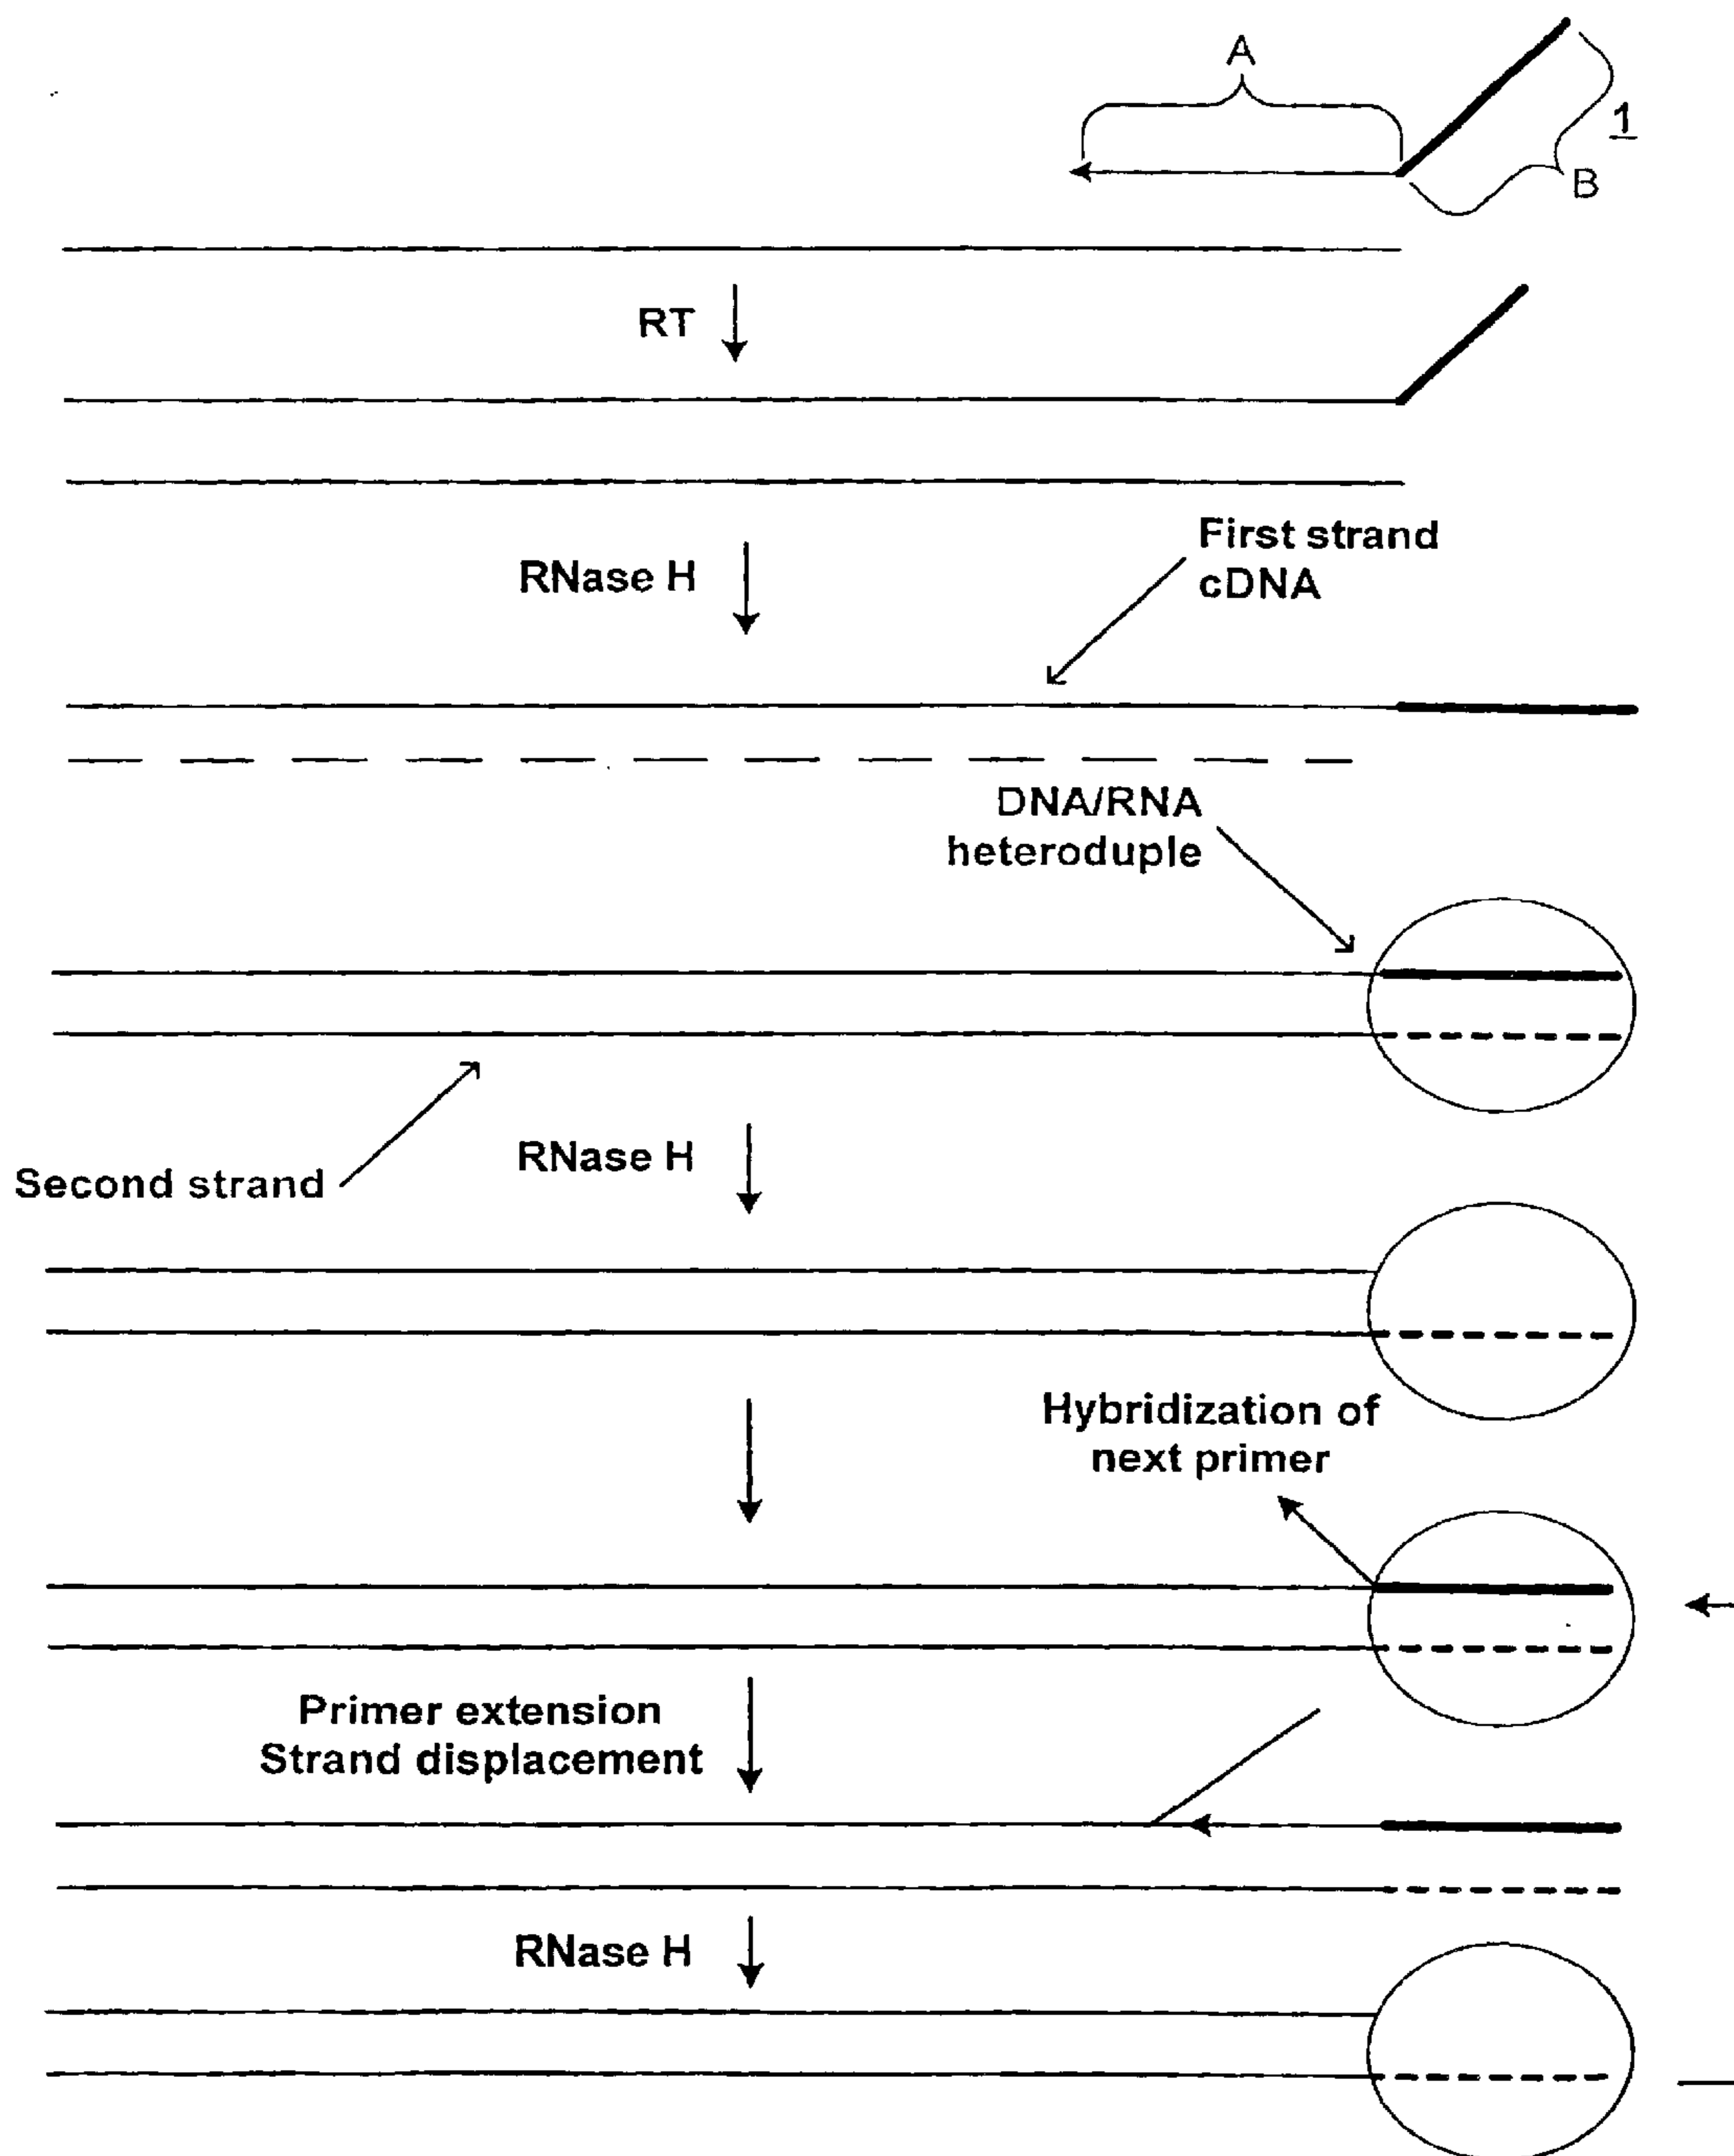 A
1
B
RT
First strand
cDNA
RNase H
DNA/RNA
heteroduple
RNase H
Second strand
Hybridization of
next primer
Primer extension
Strand displacement
RNase H